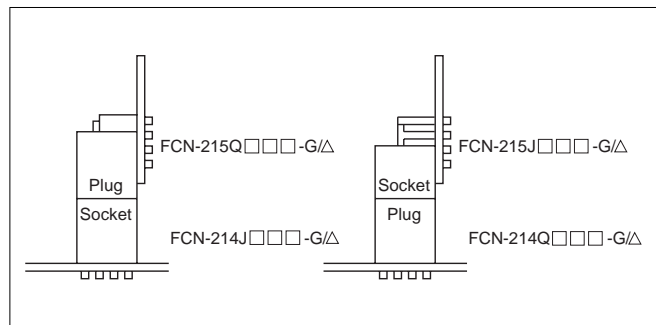 FCN-215Q□□□-G/△
Plug
Socket
FCN-214J□□□-G/△
FCN-215J□□□-G/△
Socket
Plug
FCN-214Q□□□-G/△